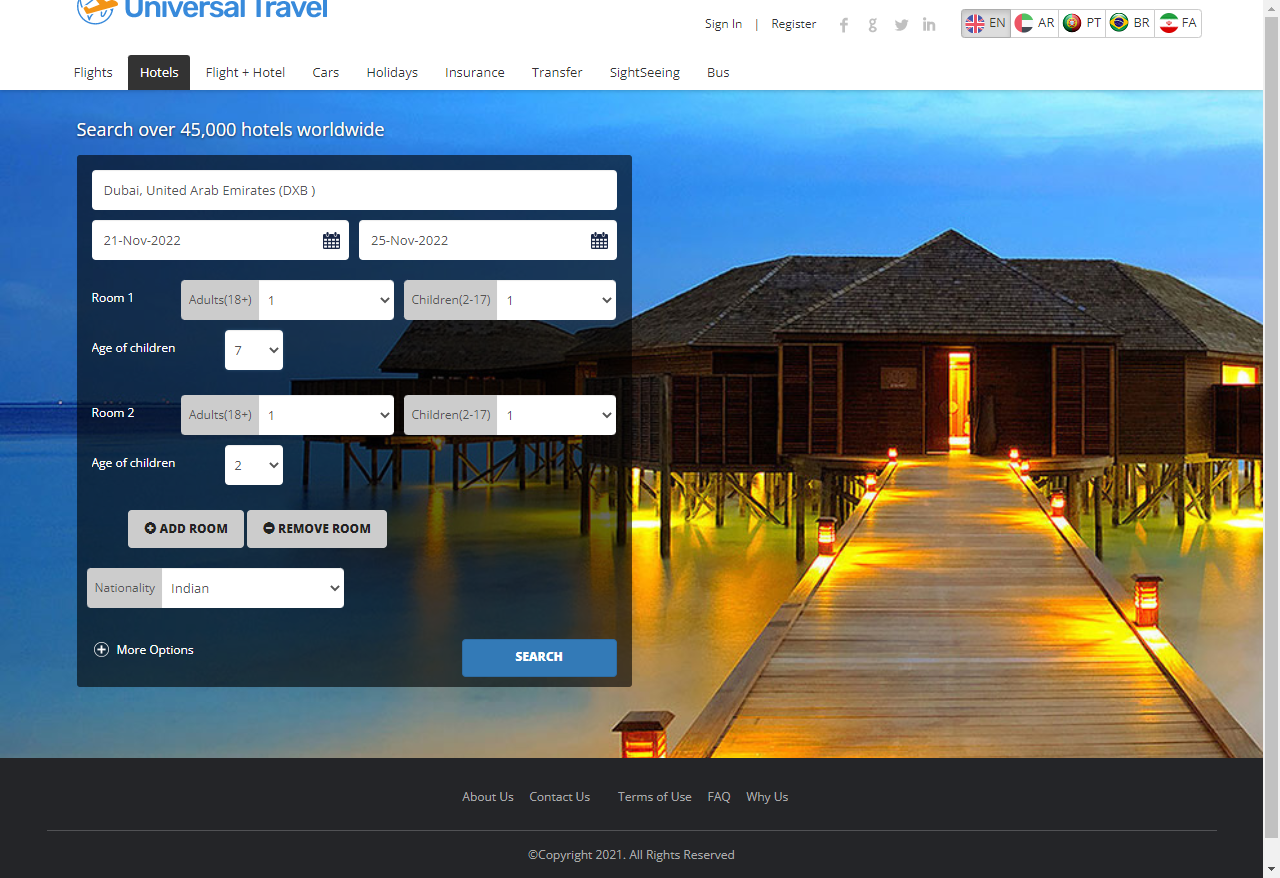 Universal Travel
Sign In | Register
EN AR PT BR FA
Flights Hotels Flight + Hotel Cars Holidays Insurance Transfer SightSeeing Bus
Search over 45,000 hotels worldwide
Dubai, United Arab Emirates (DXB )
21-Nov-2022 25-Nov-2022
Room 1 Adults(18+) 1 Children(2-17) 1
Age of children 7
Room 2 Adults(18+) 1 Children(2-17) 1
Age of children 2
ADD ROOM REMOVE ROOM
Nationality Indian
More Options SEARCH
About Us Contact Us Terms of Use FAQ Why Us
©Copyright 2021. All Rights Reserved